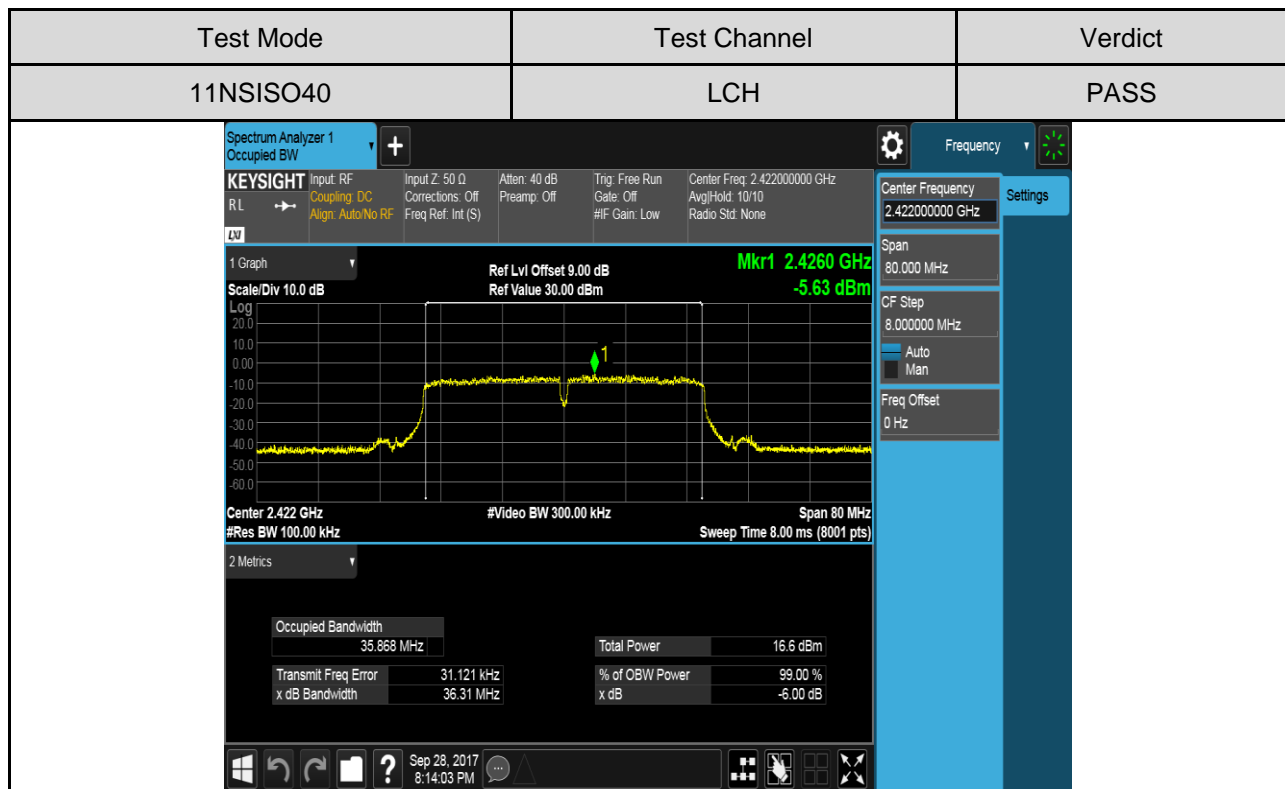 Test Mode Test Channel Verdict
11NSISO40 LCH PASS
Spectrum Analyzer 1
Occupied BW
+
Frequency
KEYSIGHT Input: RF Input Z: 50 Ω Atten: 40 dB Trig: Free Run Center Freq: 2.422000000 GHz
RL Coupling: DC Corrections: Off Preamp: Off Gate: Off Avg|Hold: 10/10
Align: Auto/No RF Freq Ref: Int (S) #IF Gain: Low Radio Std: None
LXI
Center Frequency
2.422000000 GHz
Settings
Span
80.000 MHz
CF Step
8.000000 MHz
Auto
Man
Freq Offset
0 Hz
1 Graph
Scale/Div 10.0 dB
Ref Lvl Offset 9.00 dB
Ref Value 30.00 dBm
Mkr1 2.4260 GHz
-5.63 dBm
Log
20.0
10.0
0.00
-10.0
-20.0
-30.0
-40.0
-50.0
-60.0
1
Center 2.422 GHz #Video BW 300.00 kHz Span 80 MHz
#Res BW 100.00 kHz Sweep Time 8.00 ms (8001 pts)
2 Metrics
Occupied Bandwidth
35.868 MHz
Total Power 16.6 dBm
Transmit Freq Error 31.121 kHz % of OBW Power 99.00 %
x dB Bandwidth 36.31 MHz x dB -6.00 dB
?
Sep 28, 2017
8:14:03 PM